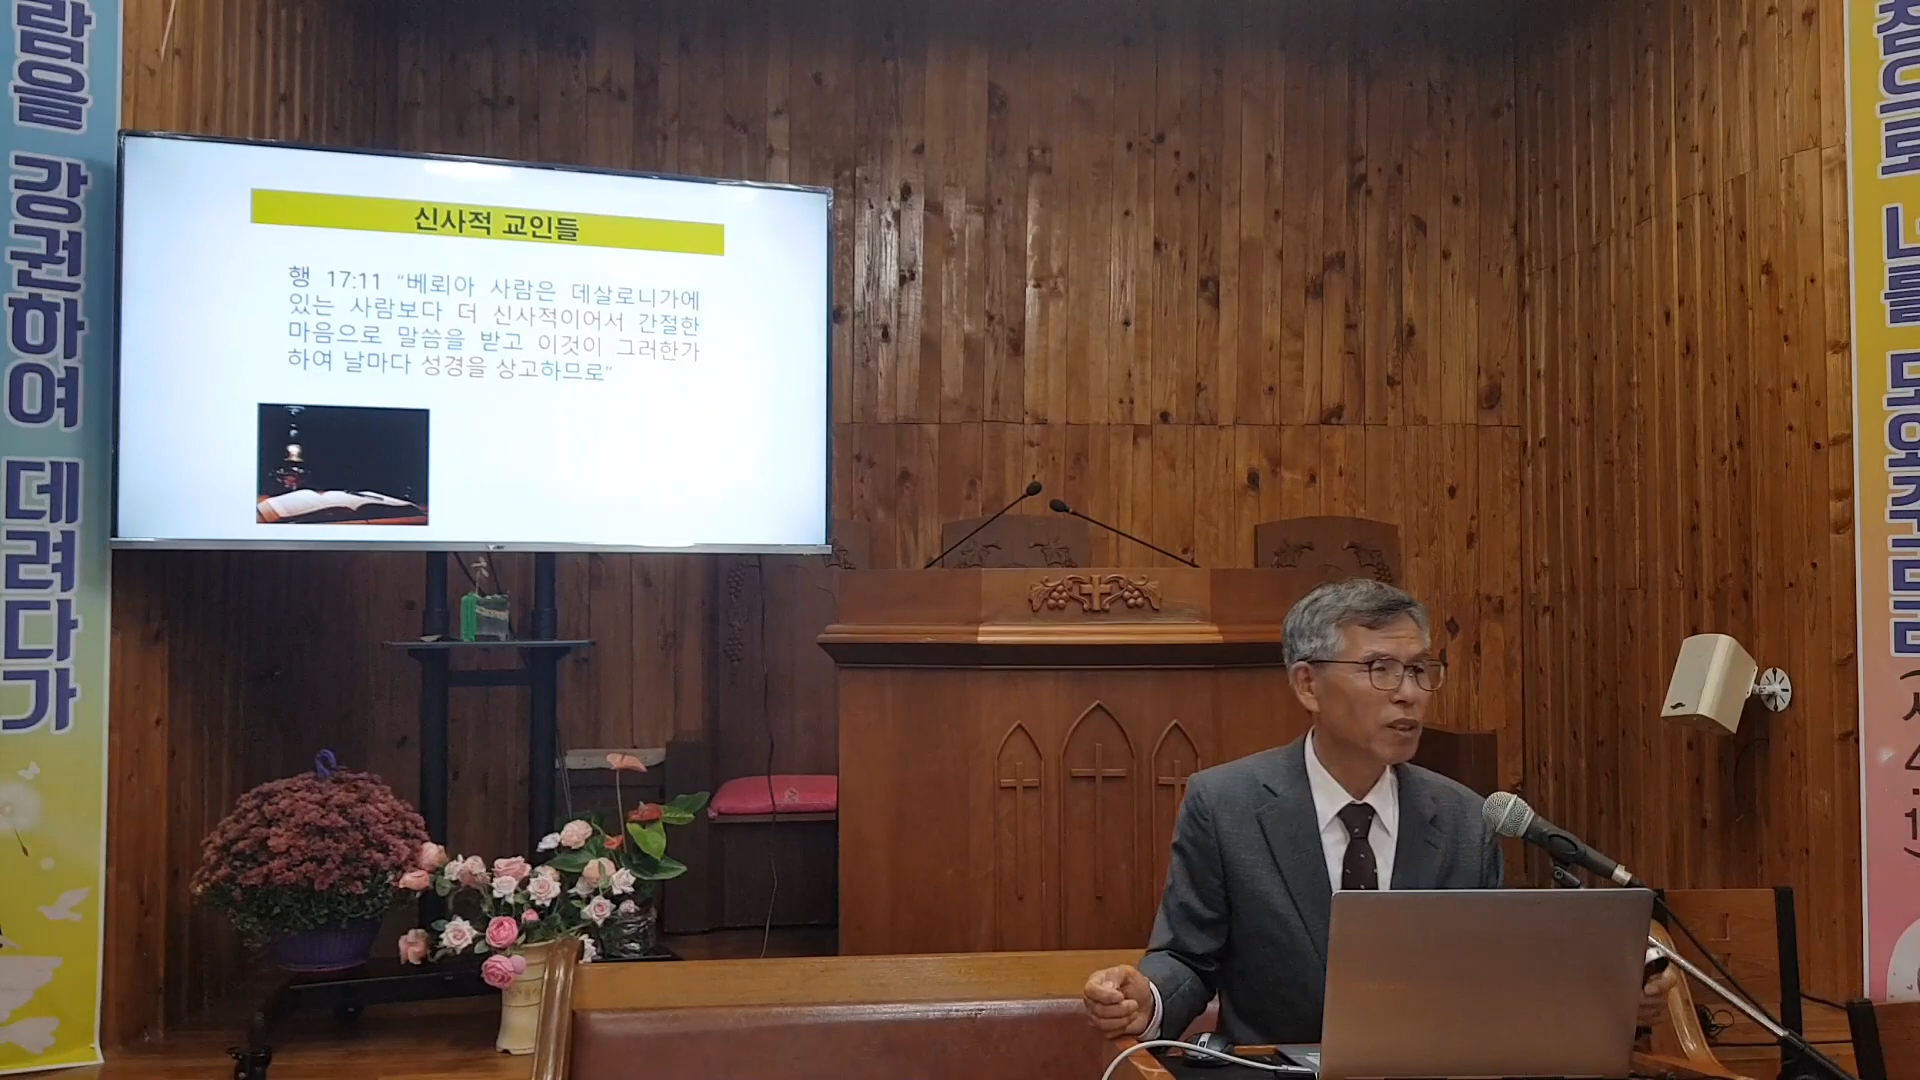 람을 강권하여 데려다가
신사적 교인들
행 17:11 “베뢰아 사람은 데살로니가에
있는 사람보다 더 신사적이어서 간절한
마음으로 말씀을 받고 이것이 그러한가
하여 날마다 성경을 상고하므로”